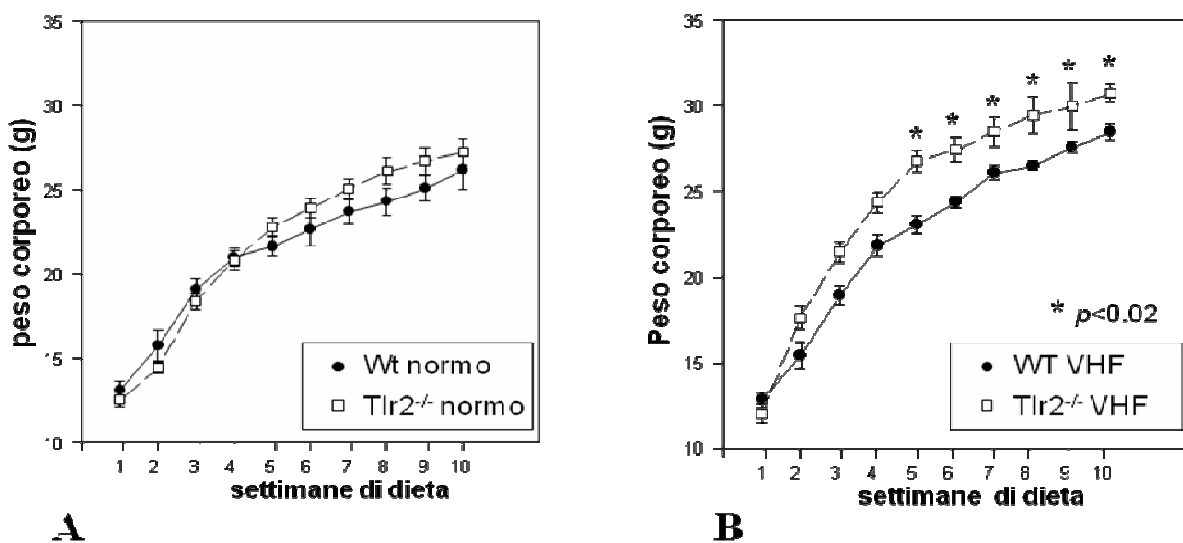 35
30
25
20
15
10
peso corporeo (g)
1 2 3 4 5 6 7 8 9 10
settimane di dieta
Wt normo
Tlr2-/- normo
A
35
30
25
20
15
10
Peso corporeo (g)
* * * * * *
* p<0.02
WT VHF
Tlr2-/- VHF
1 2 3 4 5 6 7 8 9 10
settimane di dieta
B